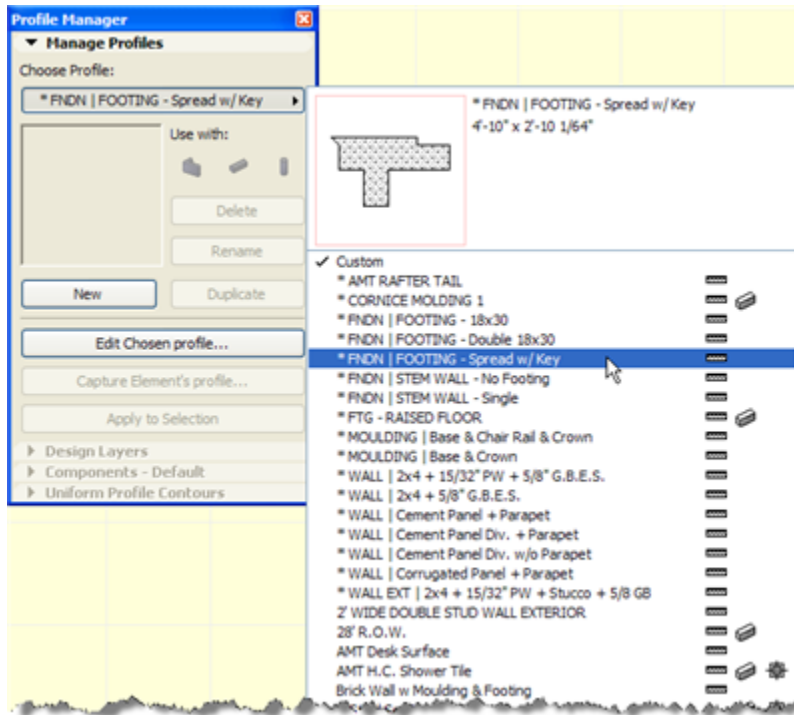 Profile Manager
Manage Profiles
Choose Profile:
* FNDN | FOOTING - Spread w/ Key
Use with:
Delete
Rename
New
Duplicate
Edit Chosen profile...
Capture Element's profile...
Apply to Selection
Design Layers
Components - Default
Uniform Profile Contours
* FNDN | FOOTING - Spread w/ Key
4'-10" x 2'-10 1/64"
Custom
* AMT RAFTER TAIL
* CORNICE MOLDING 1
* FNDN | FOOTING - 18x30
* FNDN | FOOTING - Double 18x30
* FNDN | FOOTING - Spread w/ Key
* FNDN | STEM WALL - No Footing
* FNDN | STEM WALL - Single
* FTG - RAISED FLOOR
* MOULDING | Base & Chair Rail & Crown
* MOULDING | Base & Crown
* WALL | 2x4 + 15/32" PW + 5/8" G.B.E.S.
* WALL | 2x4 + 5/8" G.B.E.S.
* WALL | Cement Panel + Parapet
* WALL | Cement Panel Div. + Parapet
* WALL | Cement Panel Div. w/o Parapet
* WALL | Corrugated Panel + Parapet
* WALL EXT | 2x4 + 15/32" PW + Stucco + 5/8 GB
2' WIDE DOUBLE STUD WALL EXTERIOR
28' R.O.W.
AMT Desk Surface
AMT H.C. Shower Tile
Brick Wall w Moulding & Footing